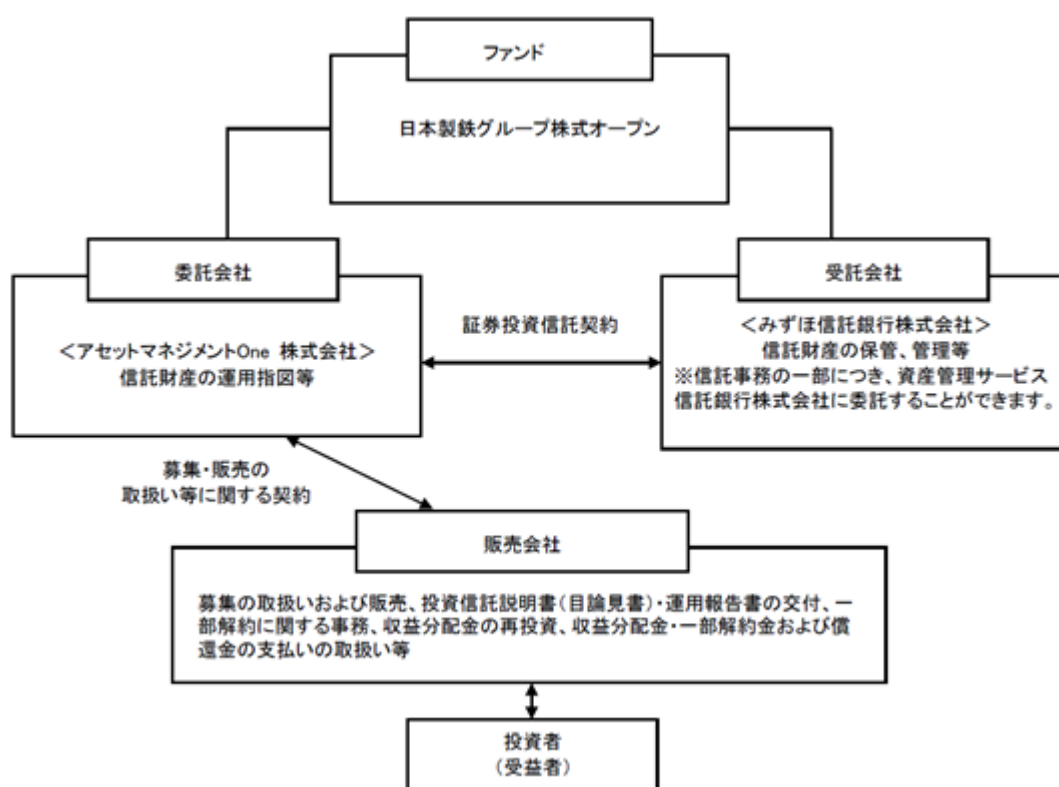 ファンド
日本製鉄グループ株式オープン
委託会社
<アセットマネジメントOne 株式会社>
信託財産の運用指図等
証券投資信託契約
受託会社
<みずほ信託銀行株式会社>
信託財産の保管、管理等
※信託事務の一部につき、資産管理サービス
信託銀行株式会社に委託することができます。
募集・販売の
取扱い等に関する契約
販売会社
募集の取扱いおよび販売、投資信託説明書(目論見書)・運用報告書の交付、一
部解約に関する事務、収益分配金の再投資、収益分配金・一部解約金および償
還金の支払いの取扱い等
投資者
(受益者)